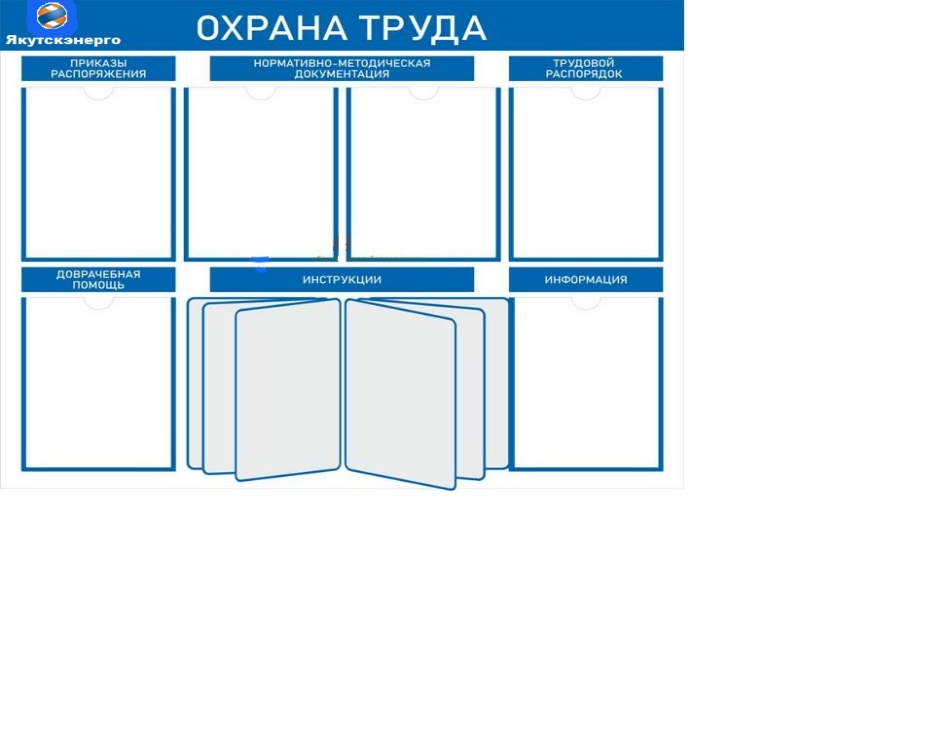 ОХРАНА ТРУДА
Якутскэнерго
ПРИКАЗЫ
РАСПОРЯЖЕНИЯ
НОРМАТИВНО-МЕТОДИЧЕСКАЯ
ДОКУМЕНТАЦИЯ
ТРУДОВОЙ
РАСПОРЯДОК
ДОВРАЧЕБНАЯ
ПОМОЩЬ
ИНСТРУКЦИИ
ИНФОРМАЦИЯ